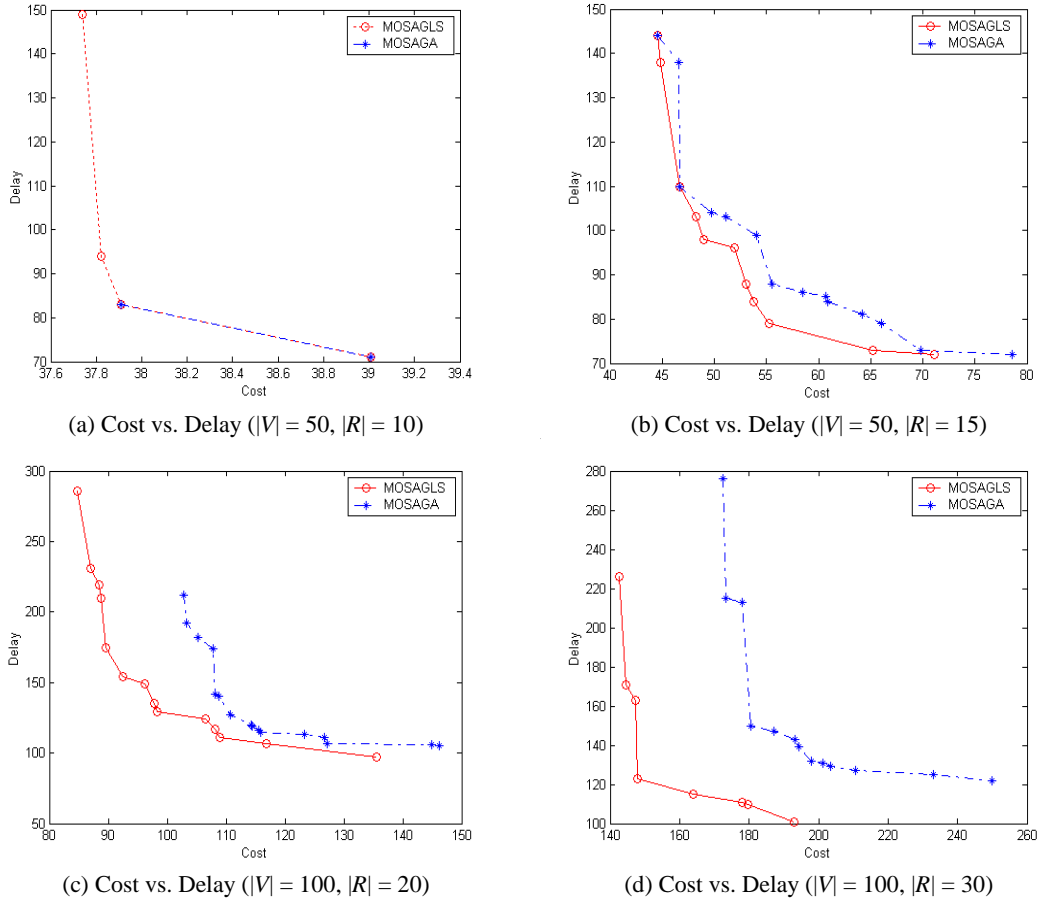 150
140
130
120
110
100
90
80
70
Delay
37.6 37.8 38 38.2 38.4 38.6 38.8 39 39.2 39.4
Cost
MOSAGLS
MOSAGA
(a) Cost vs. Delay (|V| = 50, |R| = 10)
150
140
130
120
110
100
90
80
70
Delay
40 45 50 55 60 65 70 75 80
Cost
MOSAGLS
MOSAGA
(b) Cost vs. Delay (|V| = 50, |R| = 15)
300
250
200
150
100
50
Delay
80 90 100 110 120 130 140 150
Cost
MOSAGLS
MOSAGA
(c) Cost vs. Delay (|V| = 100, |R| = 20)
280
260
240
220
200
180
160
140
120
100
Delay
140 160 180 200 220 240 260
Cost
MOSAGLS
MOSAGA
(d) Cost vs. Delay (|V| = 100, |R| = 30)